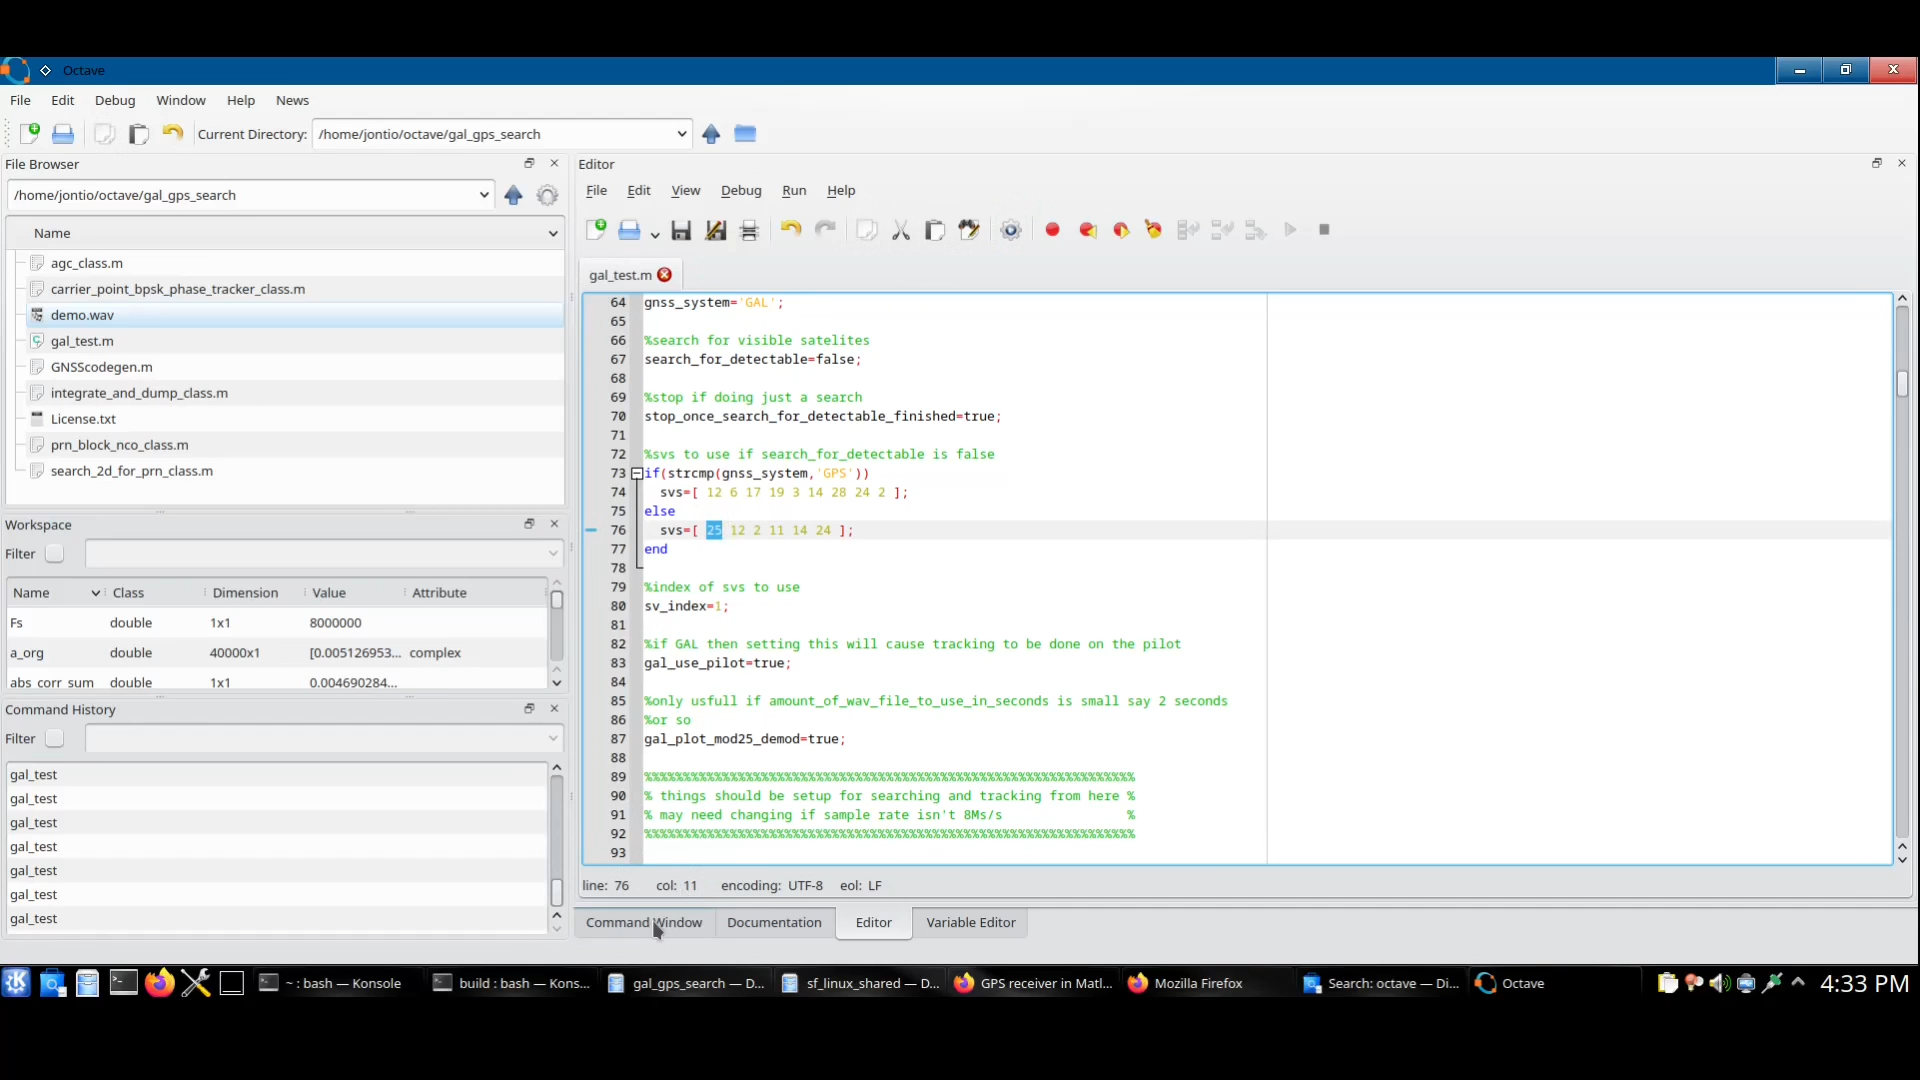 Octave
File Edit Debug Window Help News
Current Directory: /home/jontio/octave/gal_gps_search
File Browser
/home/jontio/octave/gal_gps_search
Name
agc_class.m
carrier_point_bpsk_phase_tracker_class.m
demo.wav
gal_test.m
GNSScodegen.m
integrate_and_dump_class.m
License.txt
prn_block_nco_class.m
search_2d_for_prn_class.m
Workspace
Filter
Name Class Dimension Value Attribute
Fs double 1x1 8000000
a_org double 40000x1 [0.005126953... complex
abs_corr_sum double 1x1 0.004690284...
Command History
Filter
gal_test
gal_test
gal_test
gal_test
gal_test
gal_test
gal_test
Editor
File Edit View Debug Run Help
gal_test.m
64 gnss_system='GAL';
65
66 %search for visible satelites
67 search_for_detectable=false;
68
69 %stop if doing just a search
70 stop_once_search_for_detectable_finished=true;
71
72 %svs to use if search_for_detectable is false
73 if(strcmp(gnss_system,'GPS'))
74 svs=[ 12 6 17 19 3 14 28 24 2 ];
75 else
76 svs=[ 25 12 2 11 14 24 ];
77 end
78
79 %index of svs to use
80 sv_index=1;
81
82 %if GAL then setting this will cause tracking to be done on the pilot
83 gal_use_pilot=true;
84
85 %only usfull if amount_of_wav_file_to_use_in_seconds is small say 2 seconds
86 %or so
87 gal_plot_mod25_demod=true;
88
89 %%%%%%%%%%%%%%%%%%%%%%%%%%%%%%%%%%%%%%%%%%%%%%%%%%%%%%%%%%%%%%%
90 % things should be setup for searching and tracking from here %
91 % may need changing if sample rate isn't 8Ms/s %
92 %%%%%%%%%%%%%%%%%%%%%%%%%%%%%%%%%%%%%%%%%%%%%%%%%%%%%%%%%%%%%%%
93
line: 76 col: 11 encoding: UTF-8 eol: LF
Command Window Documentation Editor Variable Editor
~ : bash — Konsole build : bash — Kons... gal_gps_search — D... sf_linux_shared — D... GPS receiver in Matl... Mozilla Firefox Search: octave — Di... Octave 4:33 PM